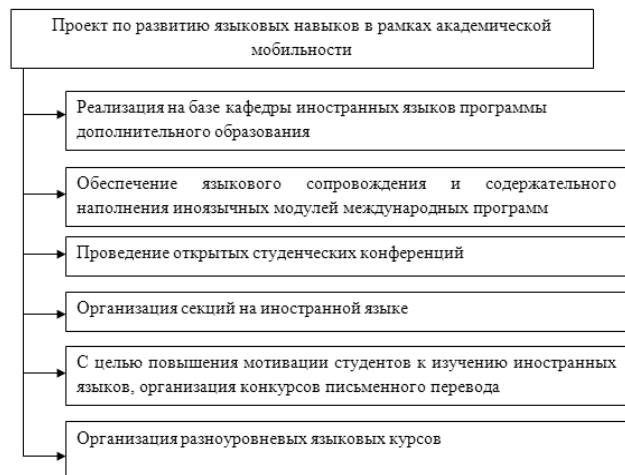 Проект по развитию языковых навыков в рамках академической
мобильности
Реализация на базе кафедры иностранных языков программы
дополнительного образования
Обеспечение языкового сопровождения и содержательного
наполнения иноязычных модулей международных программ
Проведение открытых студенческих конференций
Организация секций на иностранной языке
С целью повышения мотивации студентов к изучению иностранных
языков, организация конкурсов письменного перевода
Организация разноуровневых языковых курсов